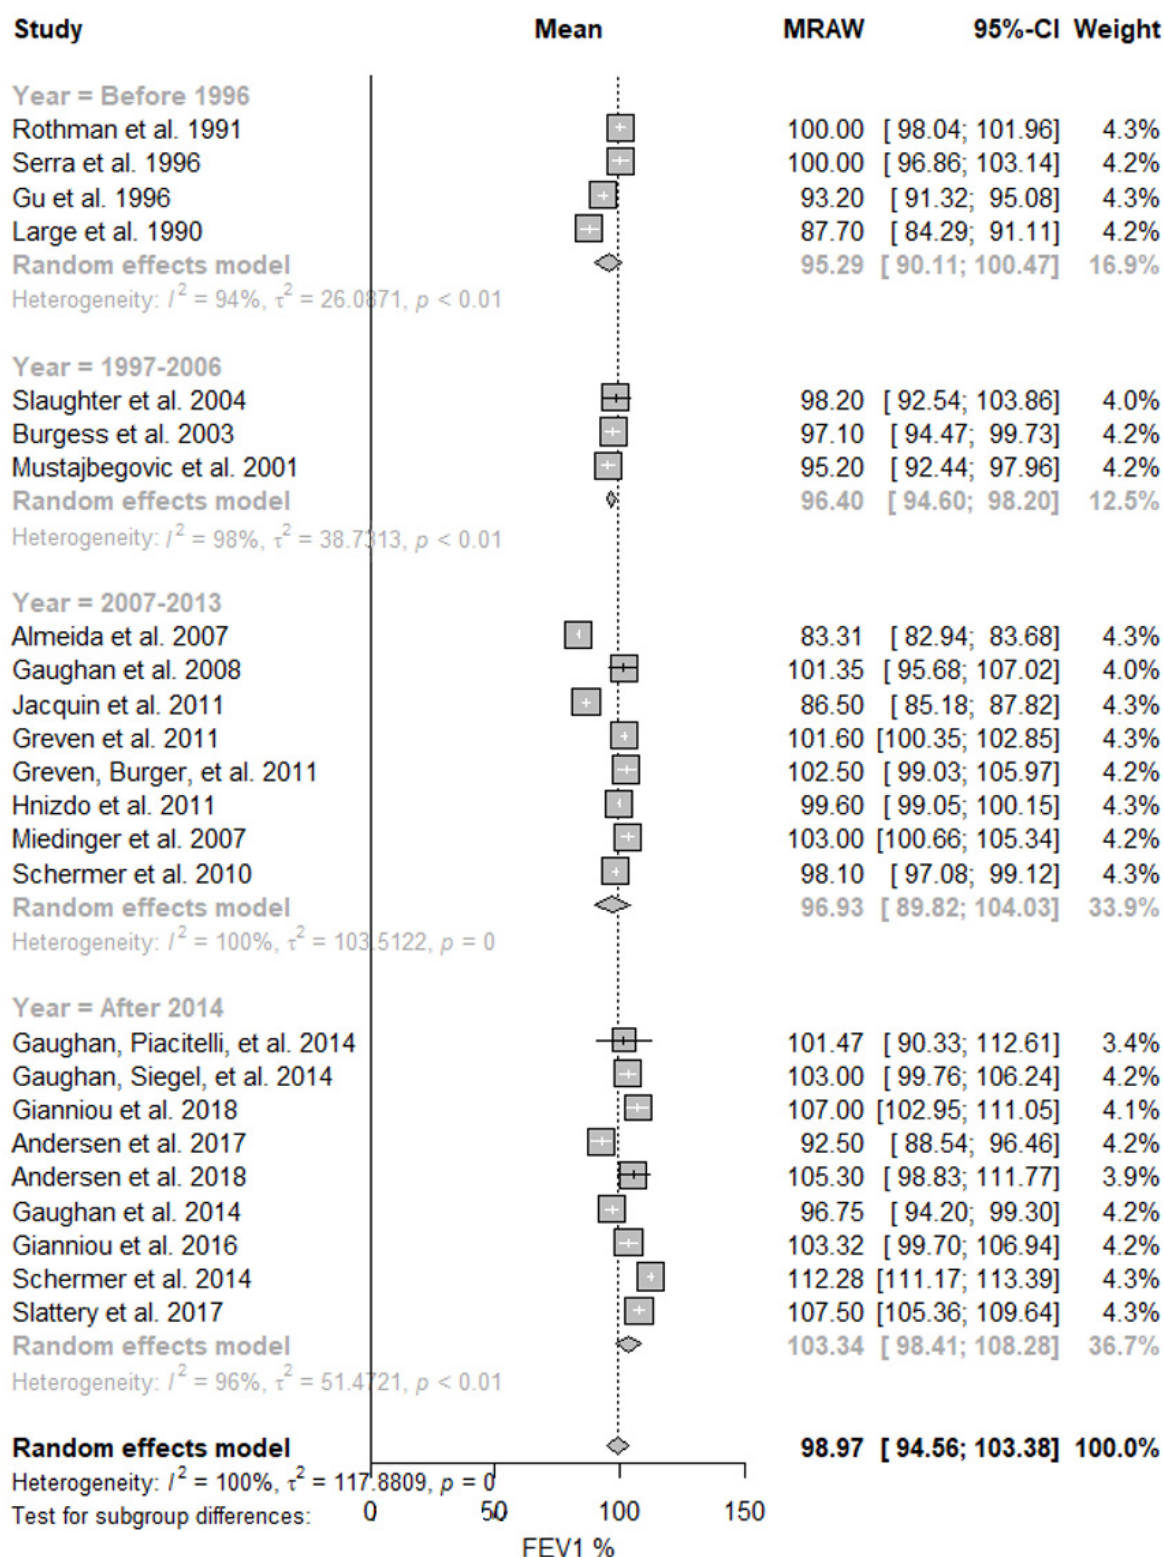 Study Mean MRAW 95%-CI Weight
Year = Before 1996
Rothman et al. 1991 100.00 [ 98.04; 101.96] 4.3%
Serra et al. 1996 100.00 [ 96.86; 103.14] 4.2%
Gu et al. 1996 93.20 [ 91.32; 95.08] 4.3%
Large et al. 1990 87.70 [ 84.29; 91.11] 4.2%
Random effects model 95.29 [ 90.11; 100.47] 16.9%
Heterogeneity: I² = 94%, τ² = 26.0871, p < 0.01
Year = 1997-2006
Slaughter et al. 2004 98.20 [ 92.54; 103.86] 4.0%
Burgess et al. 2003 97.10 [ 94.47; 99.73] 4.2%
Mustajbegovic et al. 2001 95.20 [ 92.44; 97.96] 4.2%
Random effects model 96.40 [ 94.60; 98.20] 12.5%
Heterogeneity: I² = 98%, τ² = 38.7313, p < 0.01
Year = 2007-2013
Almeida et al. 2007 83.31 [ 82.94; 83.68] 4.3%
Gaughan et al. 2008 101.35 [ 95.68; 107.02] 4.0%
Jacquin et al. 2011 86.50 [ 85.18; 87.82] 4.3%
Greven et al. 2011 101.60 [100.35; 102.85] 4.3%
Greven, Burger, et al. 2011 102.50 [ 99.03; 105.97] 4.2%
Hnizdo et al. 2011 99.60 [ 99.05; 100.15] 4.3%
Miedinger et al. 2007 103.00 [100.66; 105.34] 4.2%
Schermer et al. 2010 98.10 [ 97.08; 99.12] 4.3%
Random effects model 96.93 [ 89.82; 104.03] 33.9%
Heterogeneity: I² = 100%, τ² = 103.5122, p = 0
Year = After 2014
Gaughan, Piacitelli, et al. 2014 101.47 [ 90.33; 112.61] 3.4%
Gaughan, Siegel, et al. 2014 103.00 [ 99.76; 106.24] 4.2%
Gianniou et al. 2018 107.00 [102.95; 111.05] 4.1%
Andersen et al. 2017 92.50 [ 88.54; 96.46] 4.2%
Andersen et al. 2018 105.30 [ 98.83; 111.77] 3.9%
Gaughan et al. 2014 96.75 [ 94.20; 99.30] 4.2%
Gianniou et al. 2016 103.32 [ 99.70; 106.94] 4.2%
Schermer et al. 2014 112.28 [111.17; 113.39] 4.3%
Slattery et al. 2017 107.50 [105.36; 109.64] 4.3%
Random effects model 103.34 [ 98.41; 108.28] 36.7%
Heterogeneity: I² = 96%, τ² = 51.4721, p < 0.01
Random effects model 98.97 [ 94.56; 103.38] 100.0%
Heterogeneity: I² = 100%, τ² = 117.8809, p = 0
Test for subgroup differences: 0 50 100 150
FEV1 %